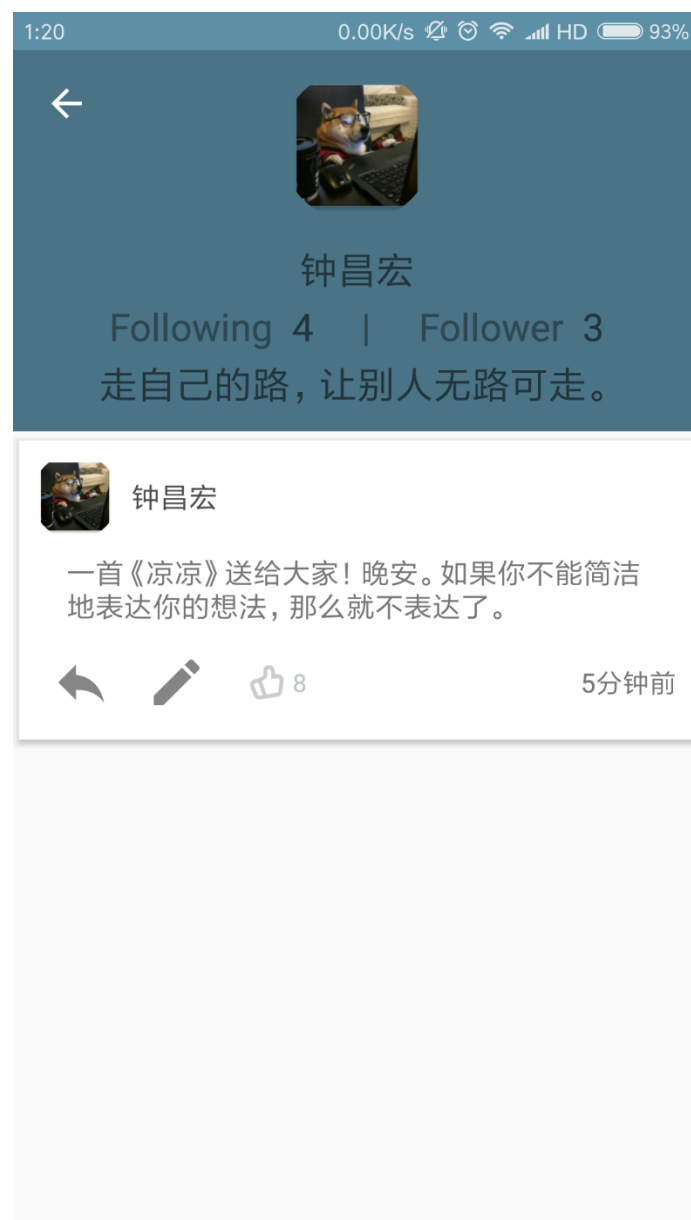 1:20 0.00K/s HD 93%
钟昌宏
Following 4 | Follower 3
走自己的路，让别人无路可走。
钟昌宏
一首《凉凉》送给大家！晚安。如果你不能简洁
地表达你的想法，那么就不表达了。
8 5分钟前